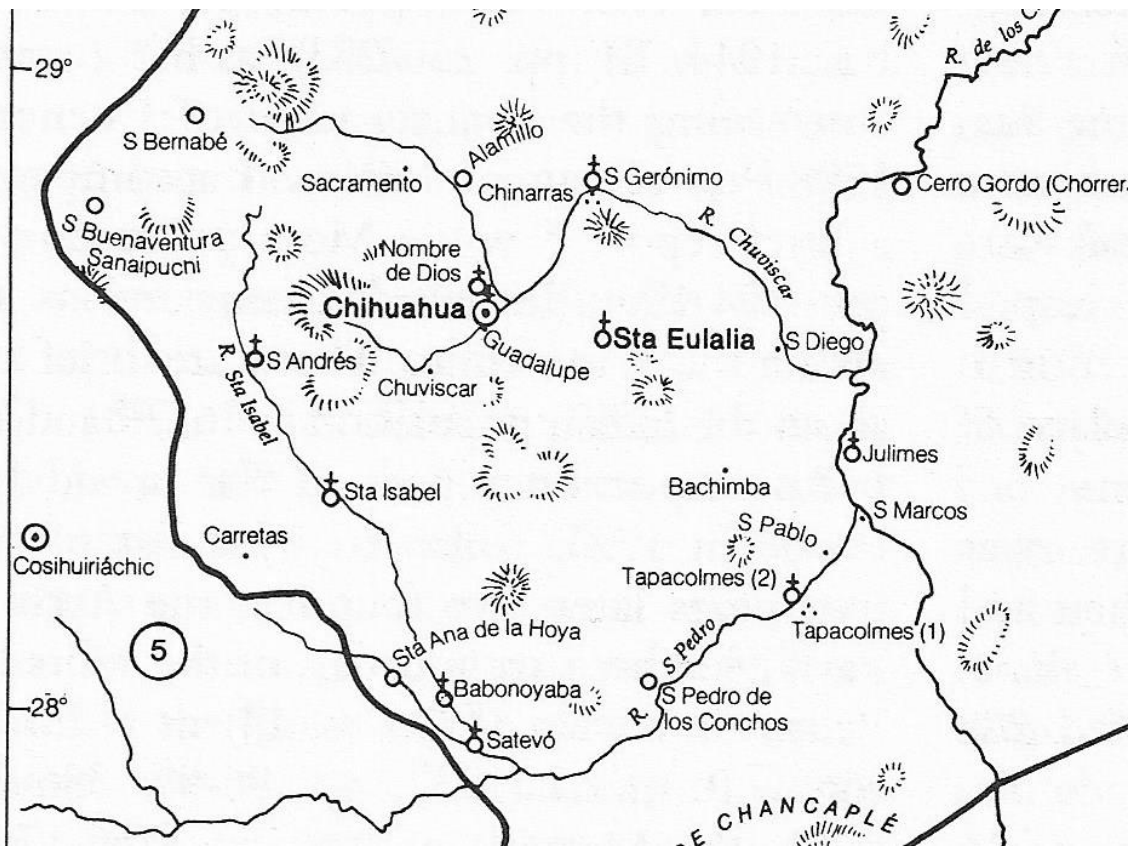 29°
R. de los C
S Bernabé
Sacramento
Alamillo
Chinarras
S Gerónimo
Cerro Gordo (Chorrera
S Buenaventura
Sanaipuchi
R. Chuviscar
Nombre
de Dios
Chihuahua
Guadalupe
Sta Eulalia
S Diego
R. Sta Isabel
S Andrés
Chuviscar
Julimes
Sta Isabel
Bachimba
S Marcos
Carretas
S Pablo
Cosihuiriáchic
Tapacolmes (2)
Tapacolmes (1)
Sta Ana de la Hoya
5
R. S Pedro
28°
Babonoyaba
S Pedro de
los Conchos
Satevó
DE CHANCAPLÉ